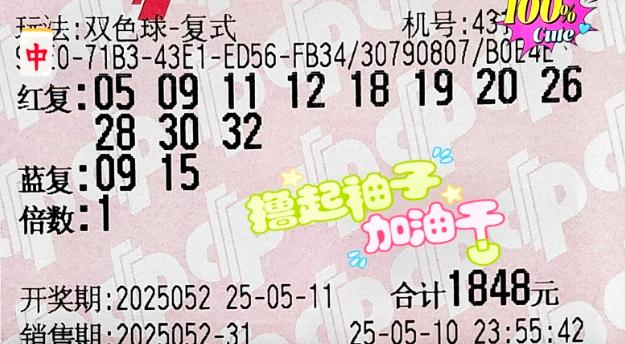 玩法:双色球-复式 机号:43
100%
Cute
中
0-71B3-43E1-ED56-FB34/30790807/B0E4E
红复:05 09 11 12 18 19 20 26
28 30 32
蓝复:09 15
倍数:1
撸起袖子
加油干
开奖期:2025052 25-05-11 合计1848元
销售期:2025052-31 25-05-10 23:55:42